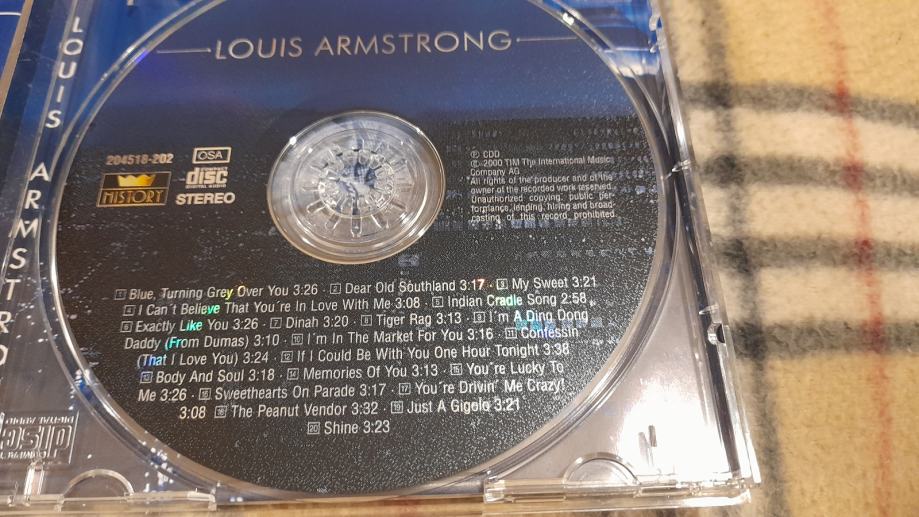 LOUIS ARMSTRONG
LOUIS ARMSTRO
204518-202
OSA
HISTORY
disc
DIGITAL AUDIO
STEREO
Ⓟ CDD
Ⓟ © 2000 TIM The International Music
Company AG
All rights of the producer and of the
owner of the recorded work reserved.
Unauthorized copying, public per-
formance, lending, hiring and broad-
casting of this record prohibited.
1 Blue, Turning Grey Over You 3:26 - 2 Dear Old Southland 3:17 - 3 My Sweet 3:21
4 I Can´t Believe That You´re In Love With Me 3:08 - 5 Indian Cradle Song 2:58
6 Exactly Like You 3:26 - 7 Dinah 3:20 - 8 Tiger Rag 3:13 - 9 I´m A Ding Dong
Daddy (From Dumas) 3:10 - 10 I´m In The Market For You 3:16 - 11 Confessin´
(That I Love You) 3:24 - 12 If I Could Be With You One Hour Tonight 3:38
13 Body And Soul 3:18 - 14 Memories Of You 3:13 - 15 You´re Lucky To
Me 3:26 - 16 Sweethearts On Parade 3:17 - 17 You´re Drivin´ Me Crazy!
3:08 - 18 The Peanut Vendor 3:32 - 19 Just A Gigolo 3:21
20 Shine 3:23